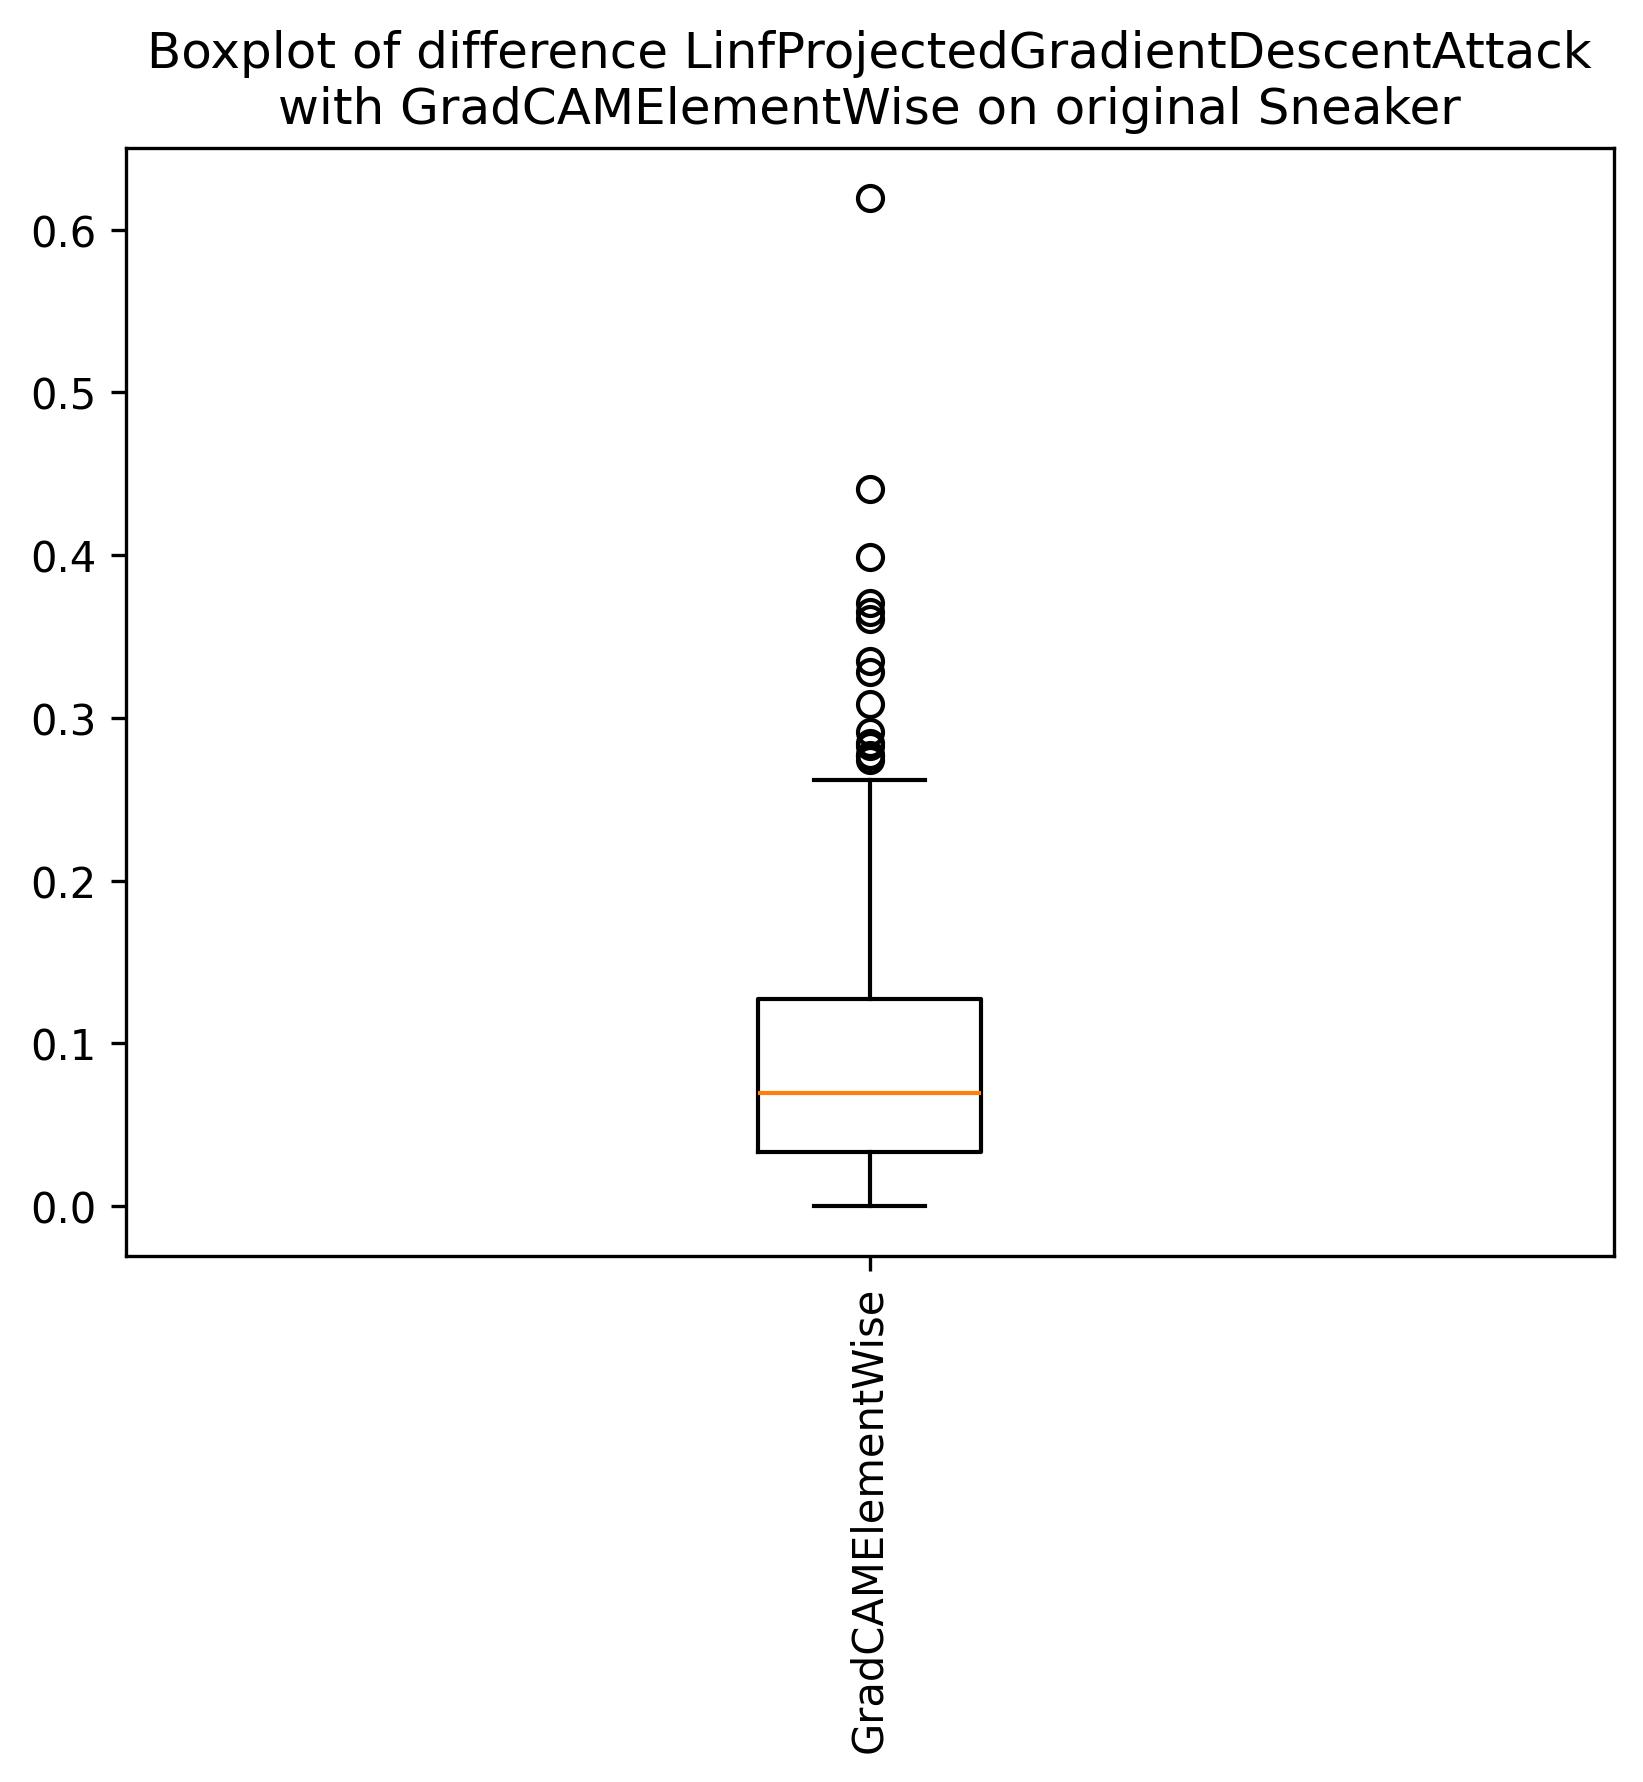 Boxplot of difference LinfProjectedGradientDescentAttack
with GradCAMElementWise on original Sneaker
0.6
0.5
0.4
0.3
0.2
0.1
0.0
GradCAMElementWise